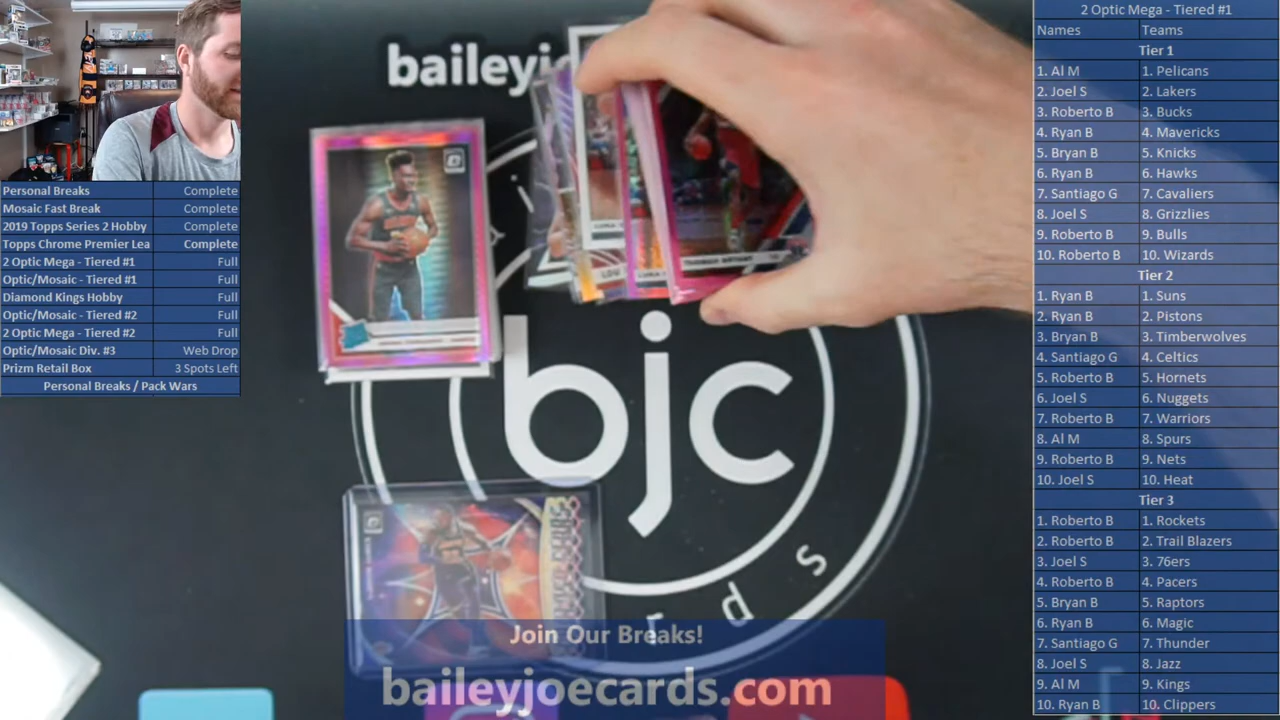 Personal Breaks Complete
Mosaic Fast Break Complete
2019 Topps Series 2 Hobby Complete
Topps Chrome Premier Lea Complete
2 Optic Mega - Tiered #1 Full
Optic/Mosaic - Tiered #1 Full
Diamond Kings Hobby Full
Optic/Mosaic - Tiered #2 Full
2 Optic Mega - Tiered #2 Full
Optic/Mosaic Div. #3 Web Drop
Prizm Retail Box 3 Spots Left
Personal Breaks / Pack Wars
baileyj
THOMAS BRYANT
LOU
LUKA
bjc
r d s
Join Our Breaks!
baileyjoecards.com
2 Optic Mega - Tiered #1
Names Teams
Tier 1
1. Al M 1. Pelicans
2. Joel S 2. Lakers
3. Roberto B 3. Bucks
4. Ryan B 4. Mavericks
5. Bryan B 5. Knicks
6. Ryan B 6. Hawks
7. Santiago G 7. Cavaliers
8. Joel S 8. Grizzlies
9. Roberto B 9. Bulls
10. Roberto B 10. Wizards
Tier 2
1. Ryan B 1. Suns
2. Ryan B 2. Pistons
3. Bryan B 3. Timberwolves
4. Santiago G 4. Celtics
5. Roberto B 5. Hornets
6. Joel S 6. Nuggets
7. Roberto B 7. Warriors
8. Al M 8. Spurs
9. Roberto B 9. Nets
10. Joel S 10. Heat
Tier 3
1. Roberto B 1. Rockets
2. Roberto B 2. Trail Blazers
3. Joel S 3. 76ers
4. Roberto B 4. Pacers
5. Bryan B 5. Raptors
6. Ryan B 6. Magic
7. Santiago G 7. Thunder
8. Joel S 8. Jazz
9. Al M 9. Kings
10. Ryan B 10. Clippers